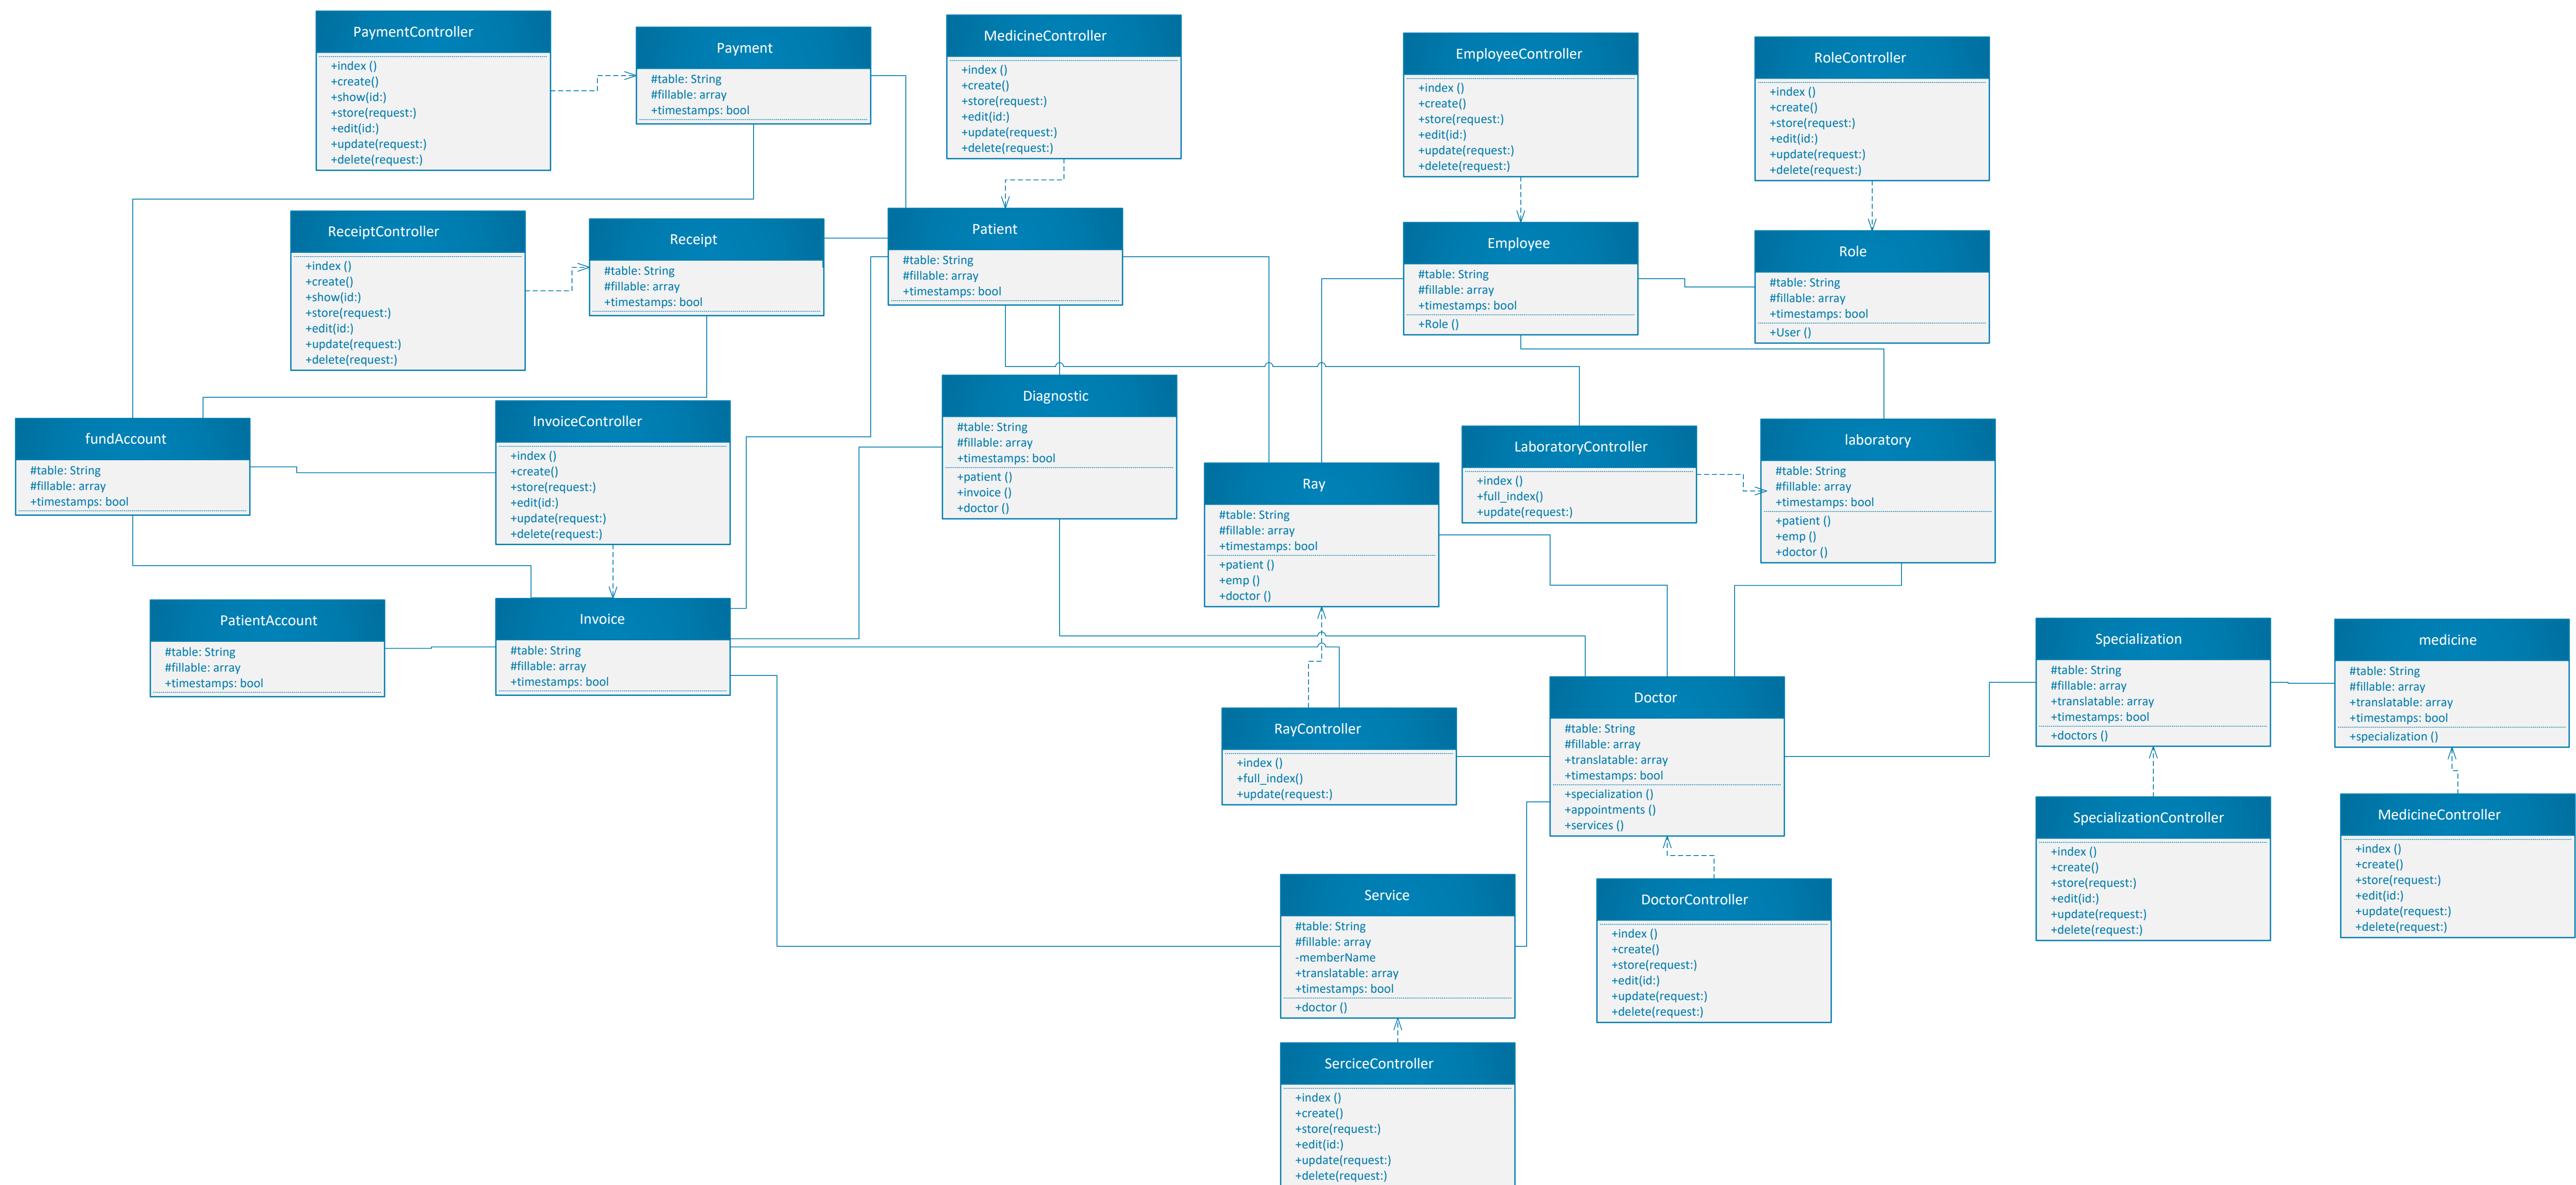 PaymentController
+index ()
+create()
+show(id:)
+store(request:)
+edit(id:)
+update(request:)
+delete(request:)
Payment
#table: String
#fillable: array
+timestamps: bool
MedicineController
+index ()
+create()
+store(request:)
+edit(id:)
+update(request:)
+delete(request:)
EmployeeController
+index ()
+create()
+store(request:)
+edit(id:)
+update(request:)
+delete(request:)
RoleController
+index ()
+create()
+store(request:)
+edit(id:)
+update(request:)
+delete(request:)
ReceiptController
+index ()
+create()
+show(id:)
+store(request:)
+edit(id:)
+update(request:)
+delete(request:)
Receipt
#table: String
#fillable: array
+timestamps: bool
Patient
#table: String
#fillable: array
+timestamps: bool
Employee
#table: String
#fillable: array
+timestamps: bool
+Role ()
Role
#table: String
#fillable: array
+timestamps: bool
+User ()
fundAccount
#table: String
#fillable: array
+timestamps: bool
InvoiceController
+index ()
+create()
+store(request:)
+edit(id:)
+update(request:)
+delete(request:)
Diagnostic
#table: String
#fillable: array
+timestamps: bool
+patient ()
+invoice ()
+doctor ()
Ray
#table: String
#fillable: array
+timestamps: bool
+patient ()
+emp ()
+doctor ()
LaboratoryController
+index ()
+full_index()
+update(request:)
laboratory
#table: String
#fillable: array
+timestamps: bool
+patient ()
+emp ()
+doctor ()
PatientAccount
#table: String
#fillable: array
+timestamps: bool
Invoice
#table: String
#fillable: array
+timestamps: bool
RayController
+index ()
+full_index()
+update(request:)
Doctor
#table: String
#fillable: array
+translatable: array
+timestamps: bool
+specialization ()
+appointments ()
+services ()
Specialization
#table: String
#fillable: array
+translatable: array
+timestamps: bool
+doctors ()
medicine
#table: String
#fillable: array
+translatable: array
+timestamps: bool
+specialization ()
SpecializationController
+index ()
+create()
+store(request:)
+edit(id:)
+update(request:)
+delete(request:)
MedicineController
+index ()
+create()
+store(request:)
+edit(id:)
+update(request:)
+delete(request:)
Service
#table: String
#fillable: array
-memberName
+translatable: array
+timestamps: bool
+doctor ()
DoctorController
+index ()
+create()
+store(request:)
+edit(id:)
+update(request:)
+delete(request:)
SerciceController
+index ()
+create()
+store(request:)
+edit(id:)
+update(request:)
+delete(request:)